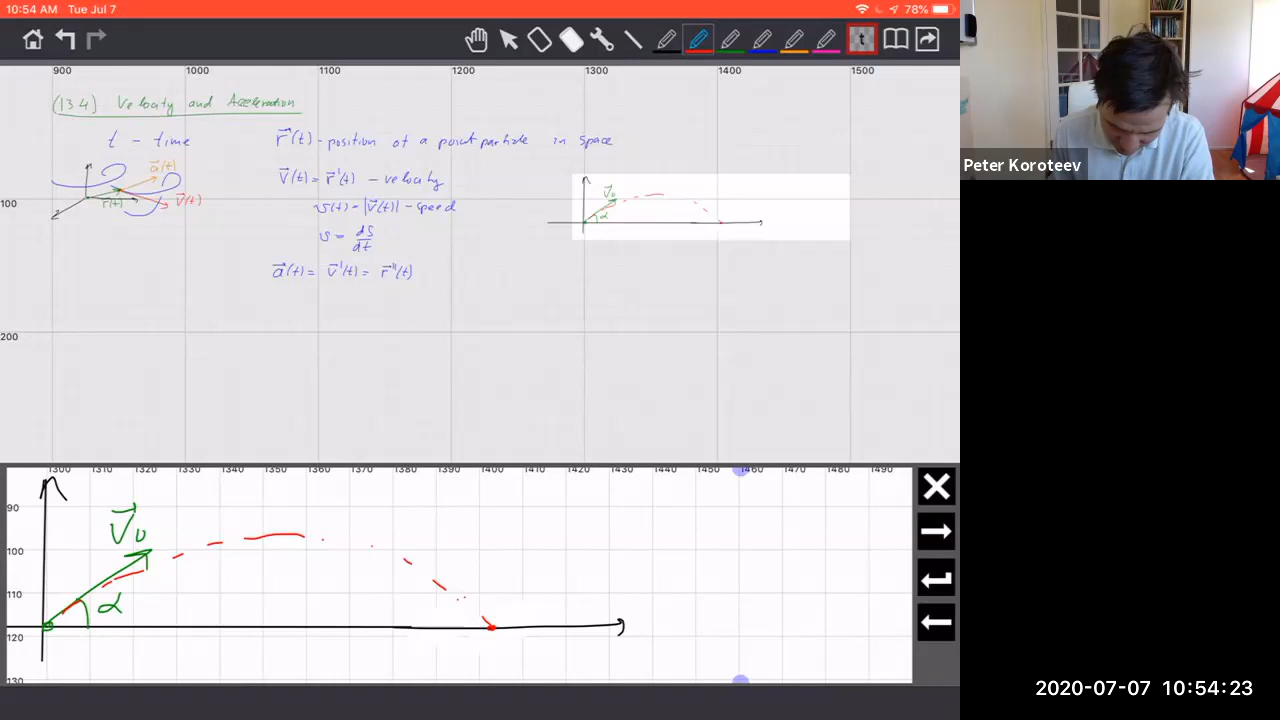 10:54 AM Tue Jul 7
78%
t
900 1000 1100 1200 1300 1400 1500
(13.4) Velocity and Acceleration
t - time
r⃗(t) - position of a point particle in space
a⃗(t)
r⃗(t)
v⃗(t)
v⃗(t) = r⃗'(t) - velocity
v(t) = |v⃗(t)| - speed
v = ds/dt
a⃗(t) = v⃗'(t) = r⃗''(t)
V⃗₀
α
100
200
1300 1310 1320 1330 1340 1350 1360 1370 1380 1390 1400 1410 1420 1430 1440 1450 1460 1470 1480 1490
90
V⃗₀
100
110
α
120
130
Peter Koroteev
2020-07-07 10:54:23